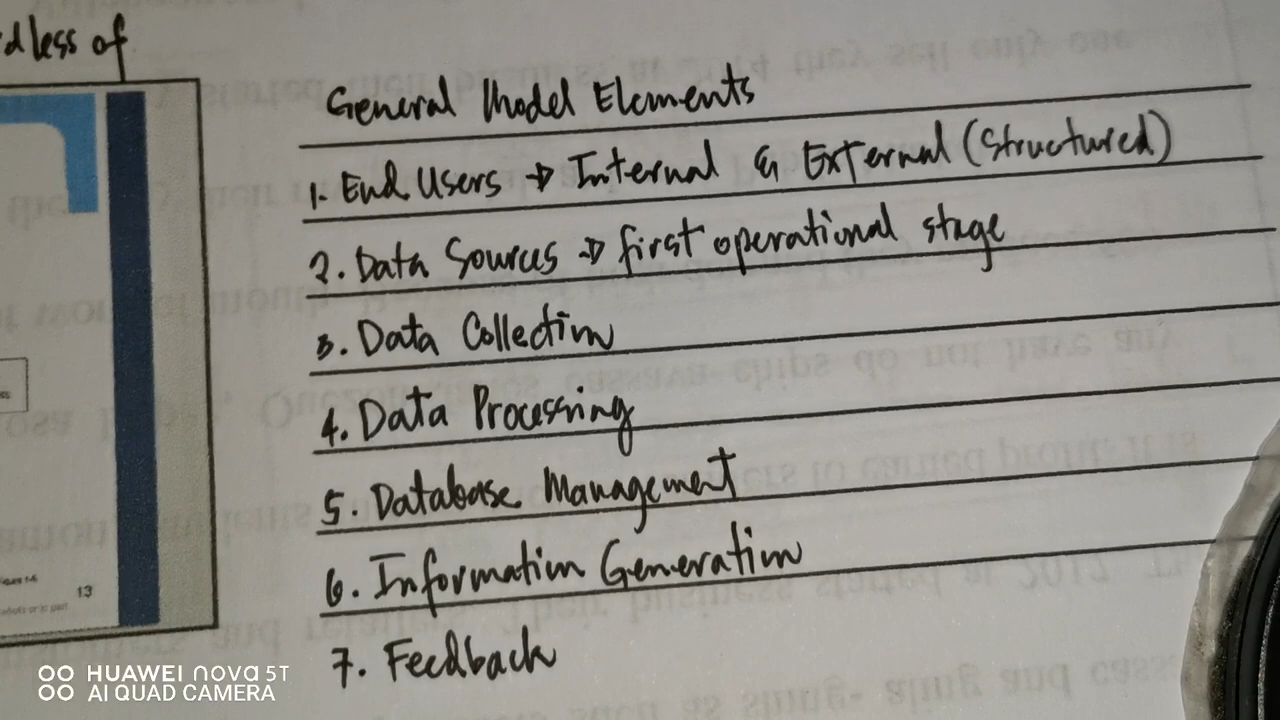 dless of
General Model Elements
1. End Users → Internal & External (Structured)
2. Data Sources → first operational stage
3. Data Collection
4. Data Processing
5. Database Management
6. Information Generation
7. Feedback
13
HUAWEI nova 5T
AI QUAD CAMERA